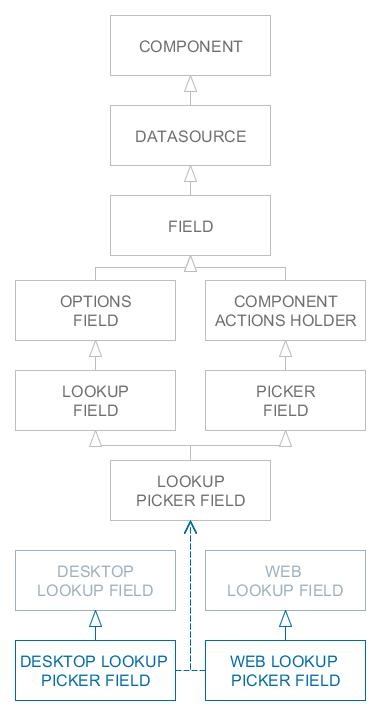 COMPONENT
DATASOURCE
FIELD
OPTIONS
FIELD
COMPONENT
ACTIONS HOLDER
LOOKUP
FIELD
PICKER
FIELD
LOOKUP
PICKER FIELD
DESKTOP
LOOKUP FIELD
WEB
LOOKUP FIELD
DESKTOP LOOKUP
PICKER FIELD
WEB LOOKUP
PICKER FIELD